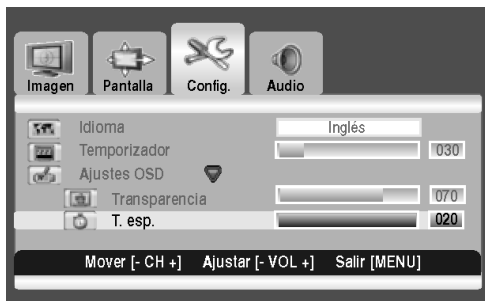 Imagen Pantalla Config. Audio
Idioma Inglés
Temporizador 030
Ajustes OSD
Transparencia 070
T. esp. 020
Mover [- CH +] Ajustar [- VOL +] Salir [MENU]